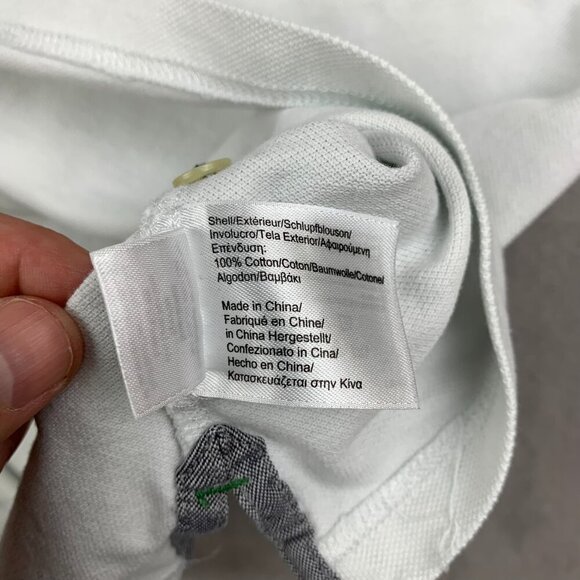 Shell/Extérieur/Schlupfblouson/
Involucro/Tela Exterior/Αφαιρούμενη
Επένδυση:
100% Cotton/Coton/Baumwolle/Cotone/
Algodon/Βαμβάκι
Made in China/
Fabriqué en Chine/
in China Hergestellt/
Confezionato in Cina/
Hecho en China/
Κατασκευάζεται στην Κίνα